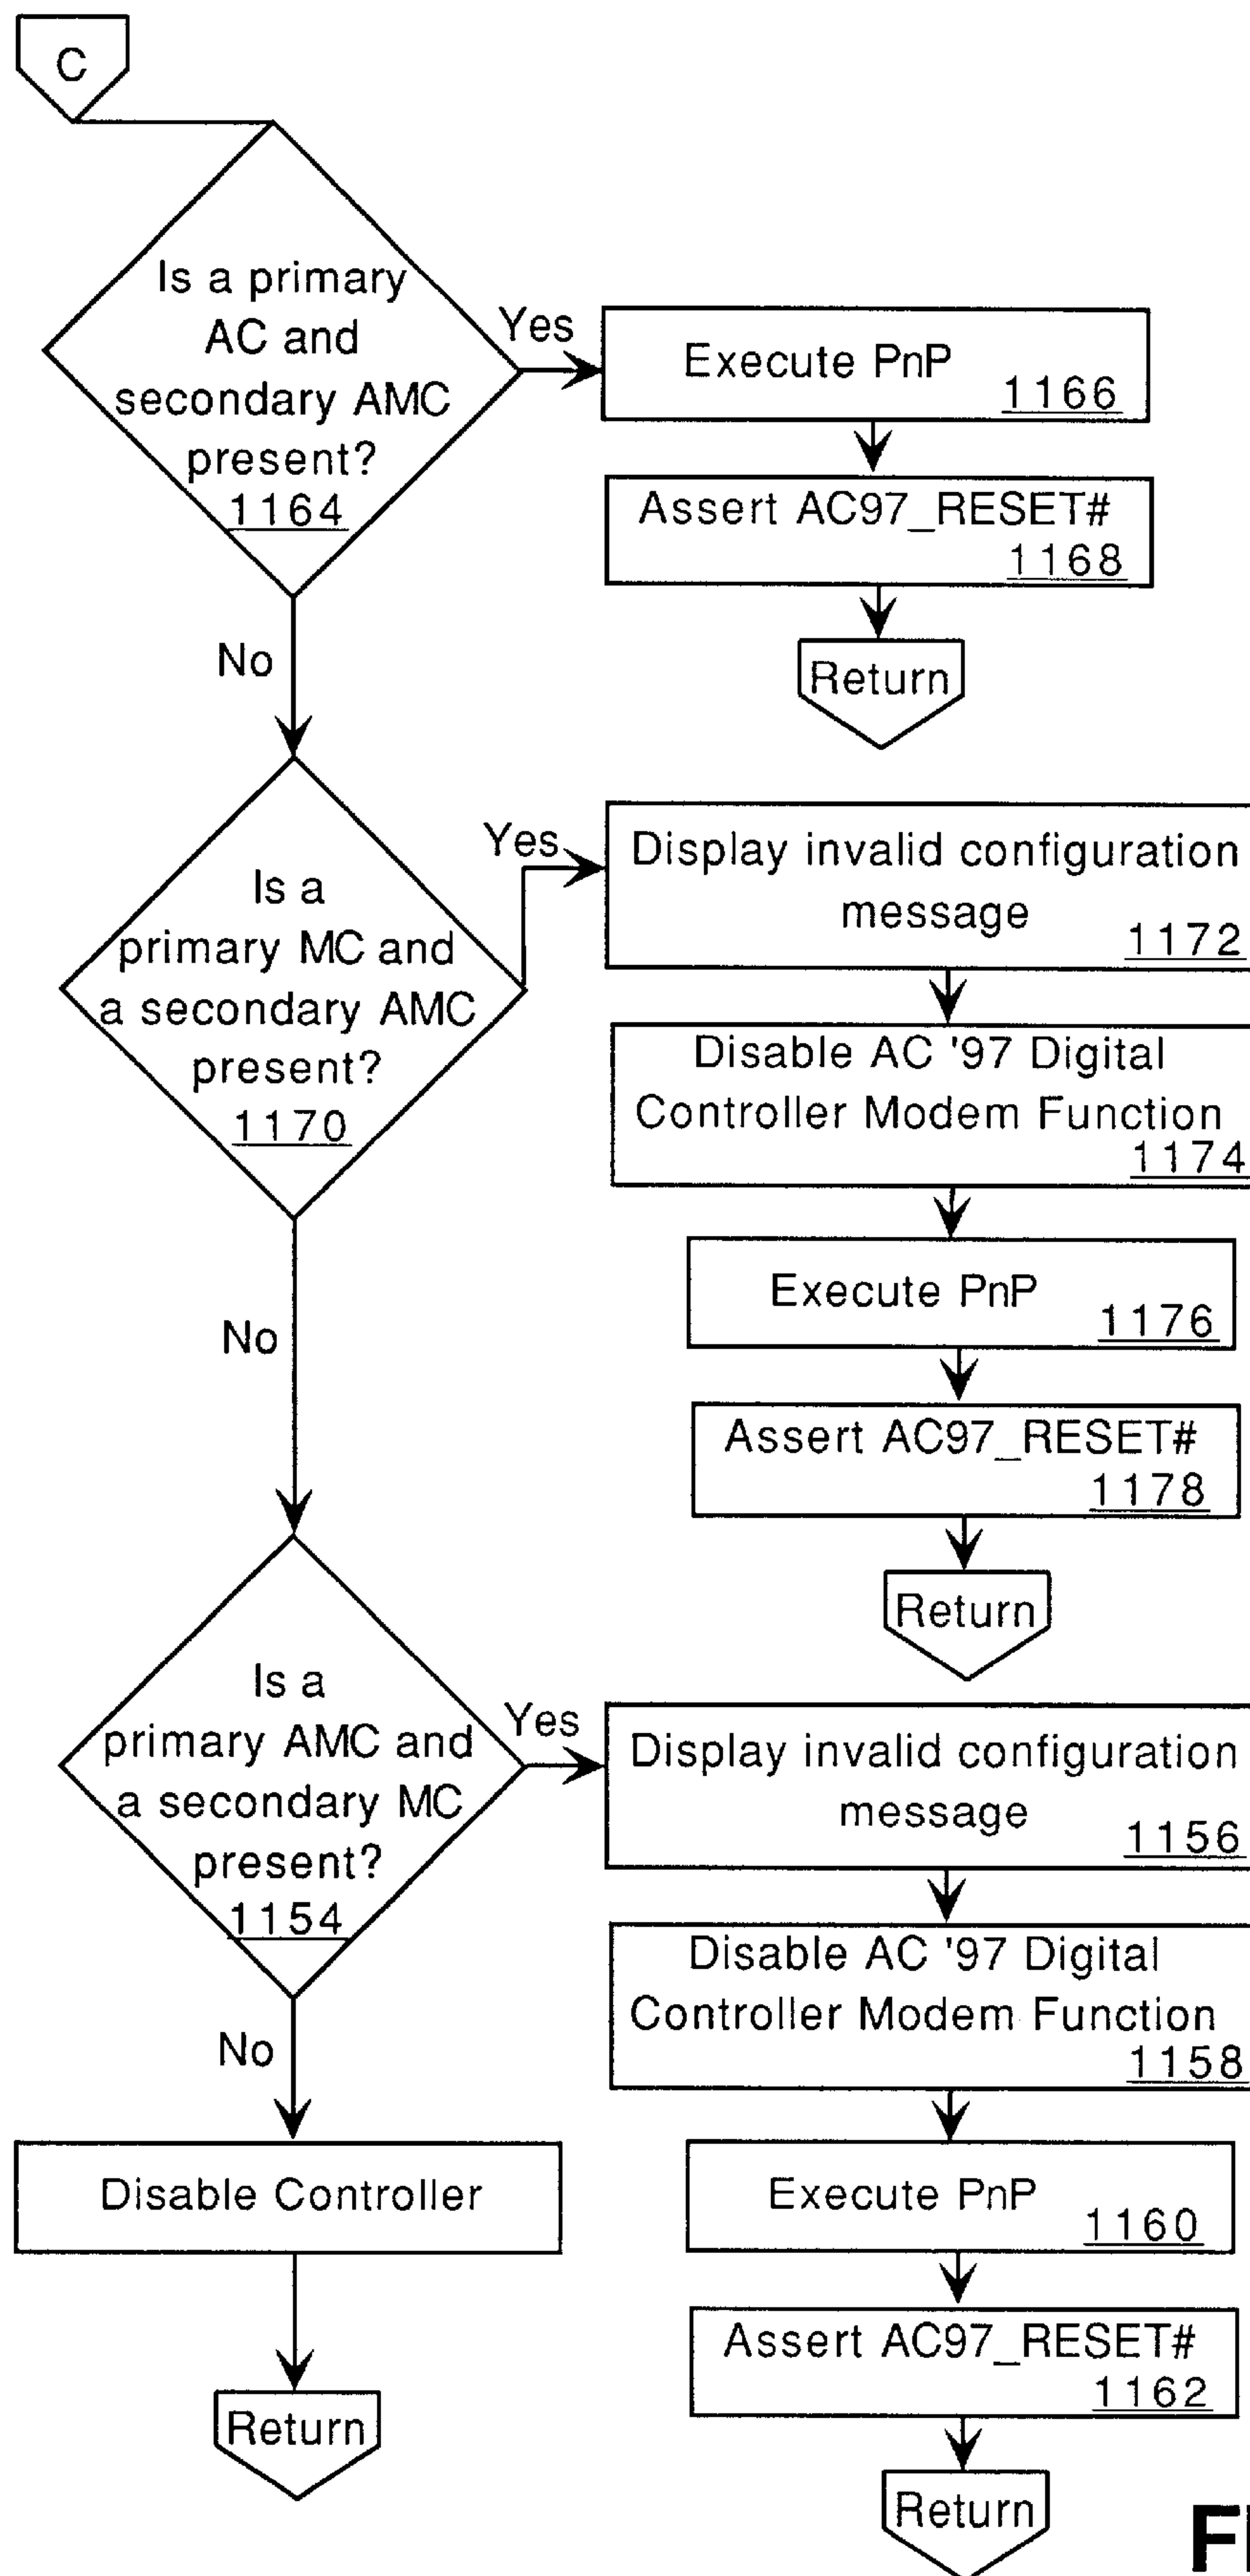 C
Is a primary
AC and
secondary AMC
present?
1164
Yes
Execute PnP
1166
Assert AC97_RESET#
1168
Return
No
Is a
primary MC and
a secondary AMC
present?
1170
Yes
Display invalid configuration
message
1172
Disable AC '97 Digital
Controller Modem Function
1174
Execute PnP
1176
Assert AC97_RESET#
1178
Return
No
Is a
primary AMC and
a secondary MC
present?
1154
Yes
Display invalid configuration
message
1156
Disable AC '97 Digital
Controller Modem Function
1158
Execute PnP
1160
Assert AC97_RESET#
1162
Return
No
Disable Controller
Return